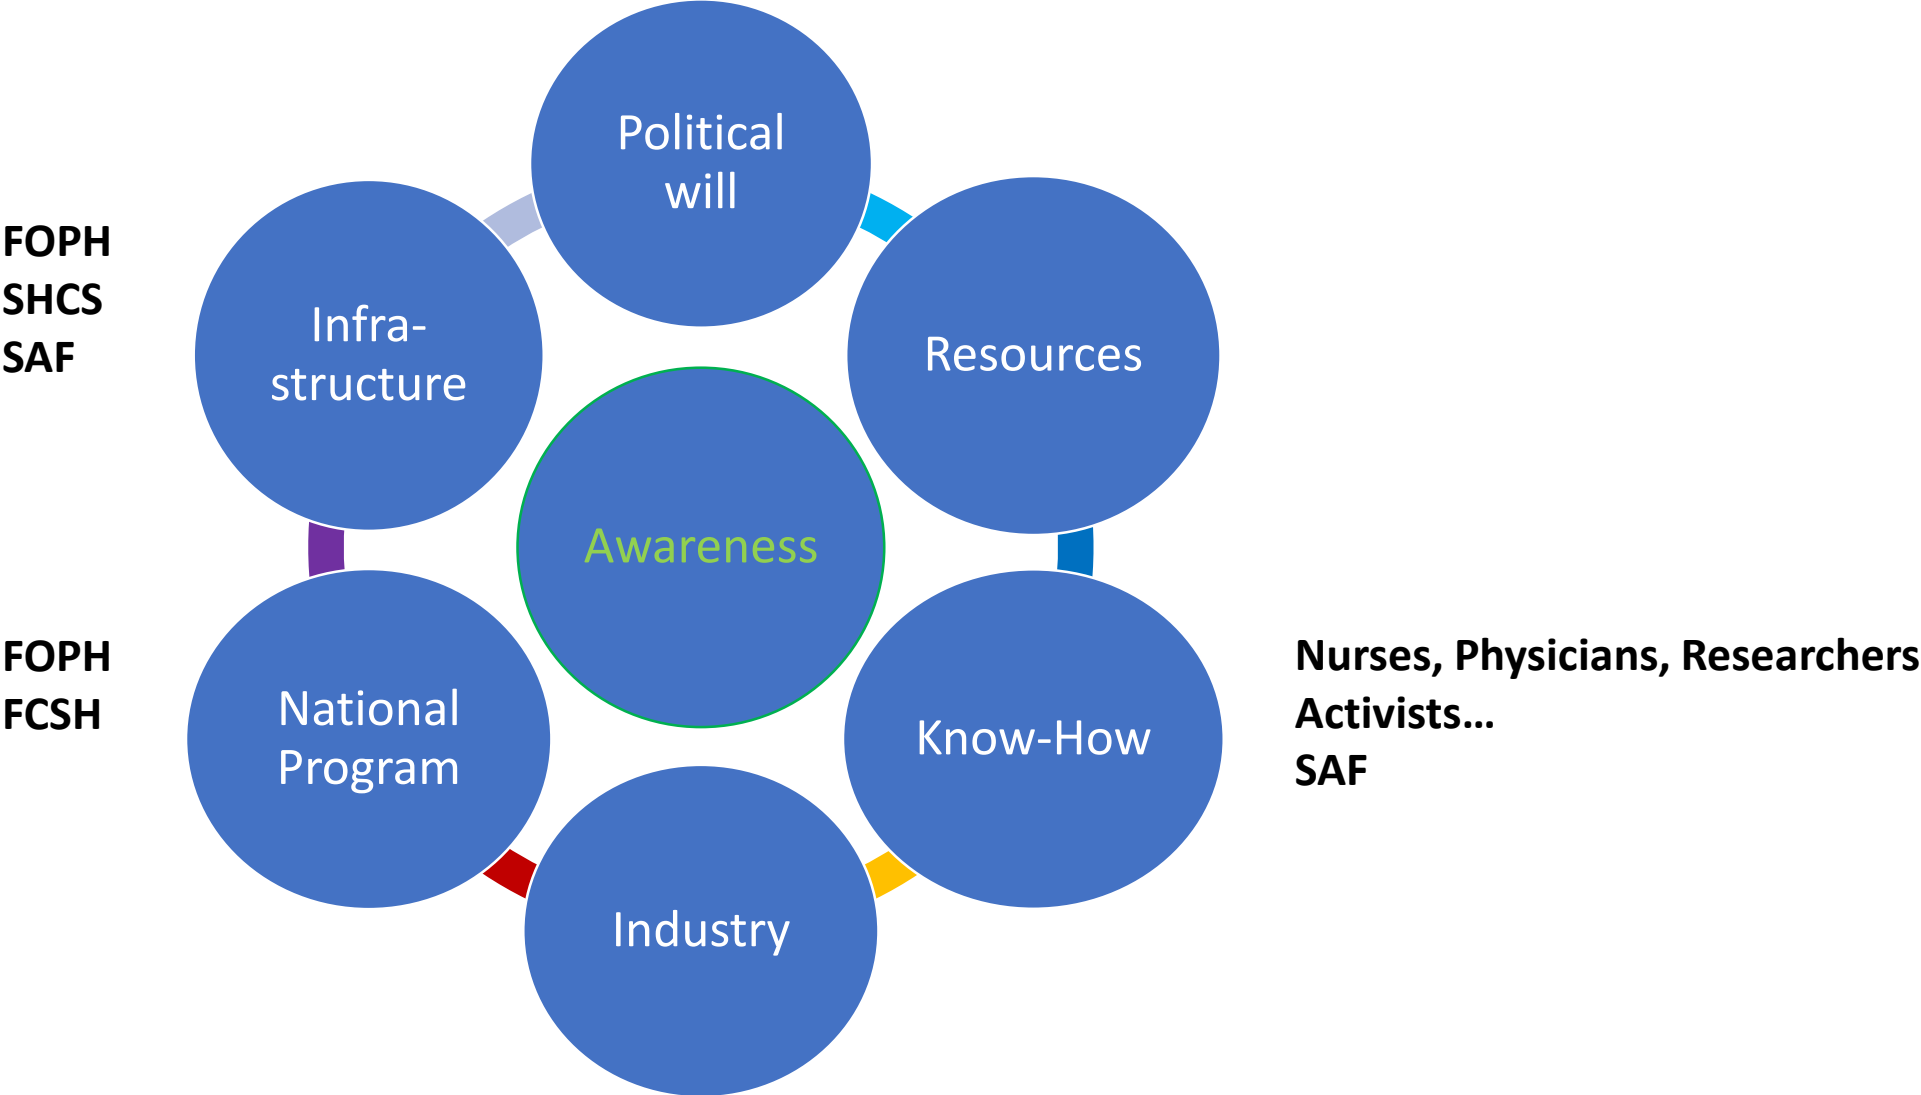 Political
will
FOPH
SHCS
SAF
Infra-
structure
Resources
Awareness
FOPH
FCSH
National
Program
Know-How
Nurses, Physicians, Researchers
Activists…
SAF
Industry